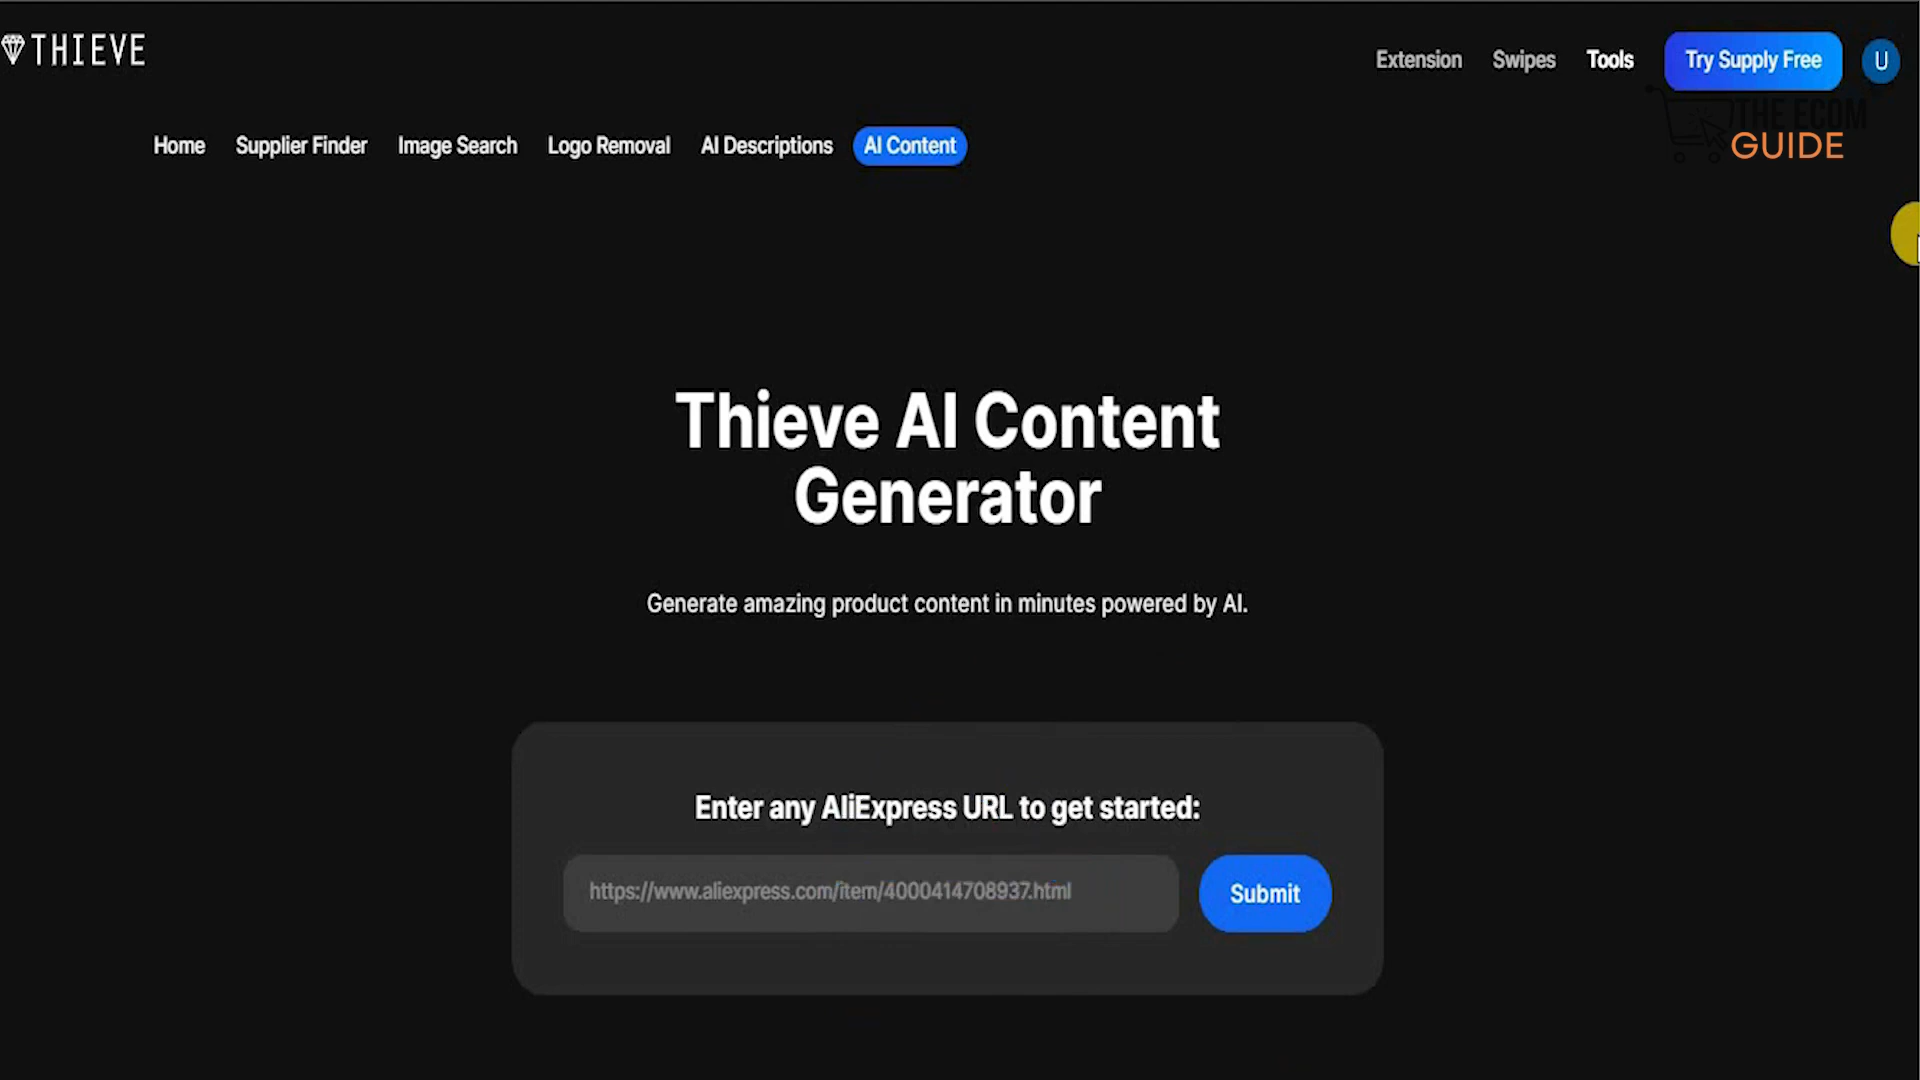 THIEVE
Extension Swipes Tools Try Supply Free U
THE ECOM
GUIDE
Home Supplier Finder Image Search Logo Removal AI Descriptions AI Content
Thieve AI Content
Generator
Generate amazing product content in minutes powered by AI.
Enter any AliExpress URL to get started:
https://www.aliexpress.com/item/4000414708937.html
Submit